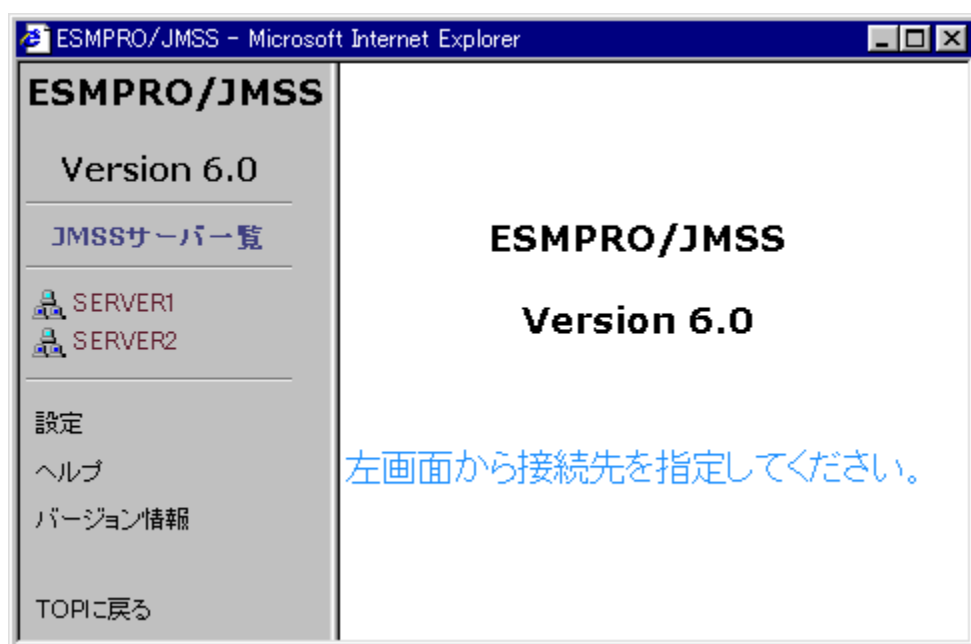 ESMPRO/JMSS - Microsoft Internet Explorer
ESMPRO/JMSS
Version 6.0
JMSSサーバー覧
SERVER1
SERVER2
設定
ヘルプ
バージョン情報
TOPに戻る
ESMPRO/JMSS
Version 6.0
左画面から接続先を指定してください。